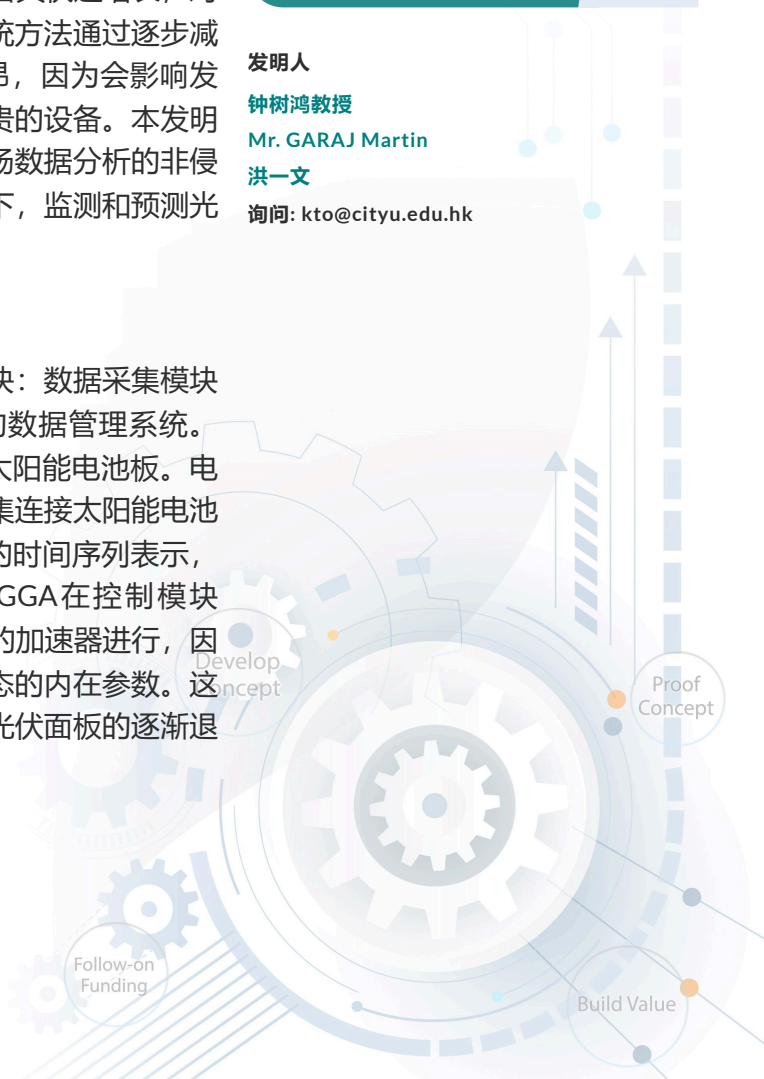 统方法通过逐步减
昂，因为会影响发
贵的设备。本发明
场数据分析的非侵
下，监测和预测光
块：数据采集模块
的数据管理系统。
太阳能电池板。电
集连接太阳能电池
的时间序列表示，
GGA在控制模块
的加速器进行，因
态的内在参数。这
光伏面板的逐渐退
发明人
钟树鸿教授
Mr. GARAJ Martin
洪一文
询问: kto@cityu.edu.hk
Develop
Concept
Proof
Concept
Follow-on
Funding
Build Value